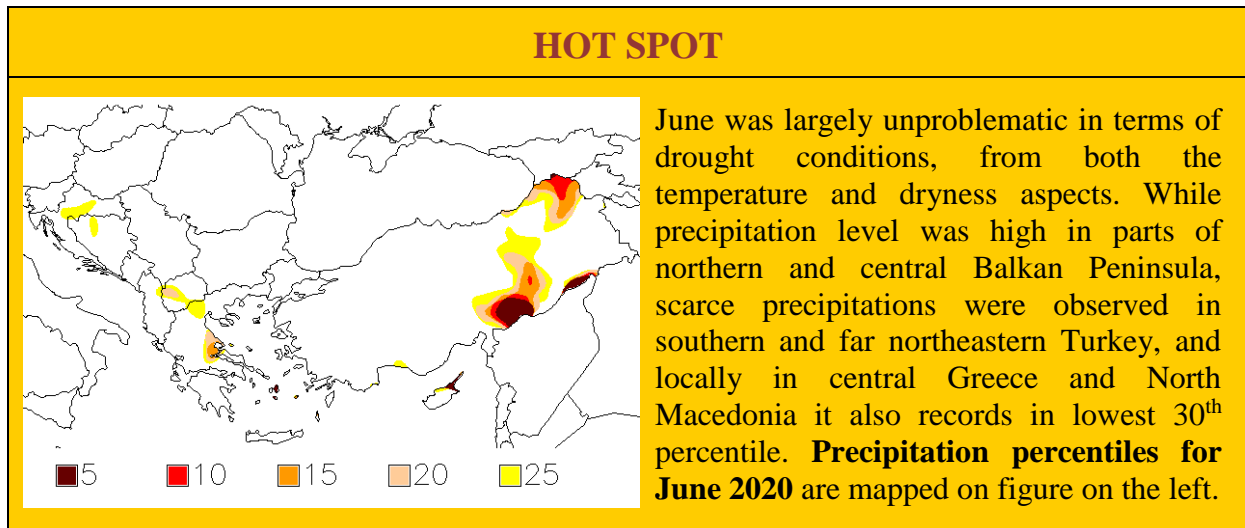 HOT SPOT
June was largely unproblematic in terms of
drought conditions, from both the
temperature and dryness aspects. While
precipitation level was high in parts of
northern and central Balkan Peninsula,
scarce precipitations were observed in
southern and far northeastern Turkey, and
locally in central Greece and North
Macedonia it also records in lowest 30th
percentile. Precipitation percentiles for
June 2020 are mapped on figure on the left.
5 10 15 20 25